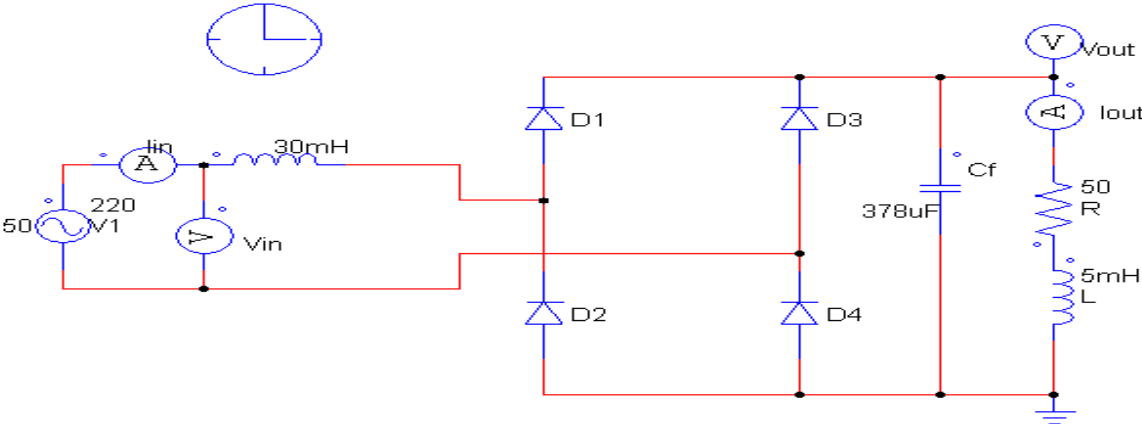 V
Vout
A
Iout
D1
D3
Iin
A
30mH
Cf
50
220
V1
V
Vin
378uF
50
R
5mH
L
D2
D4